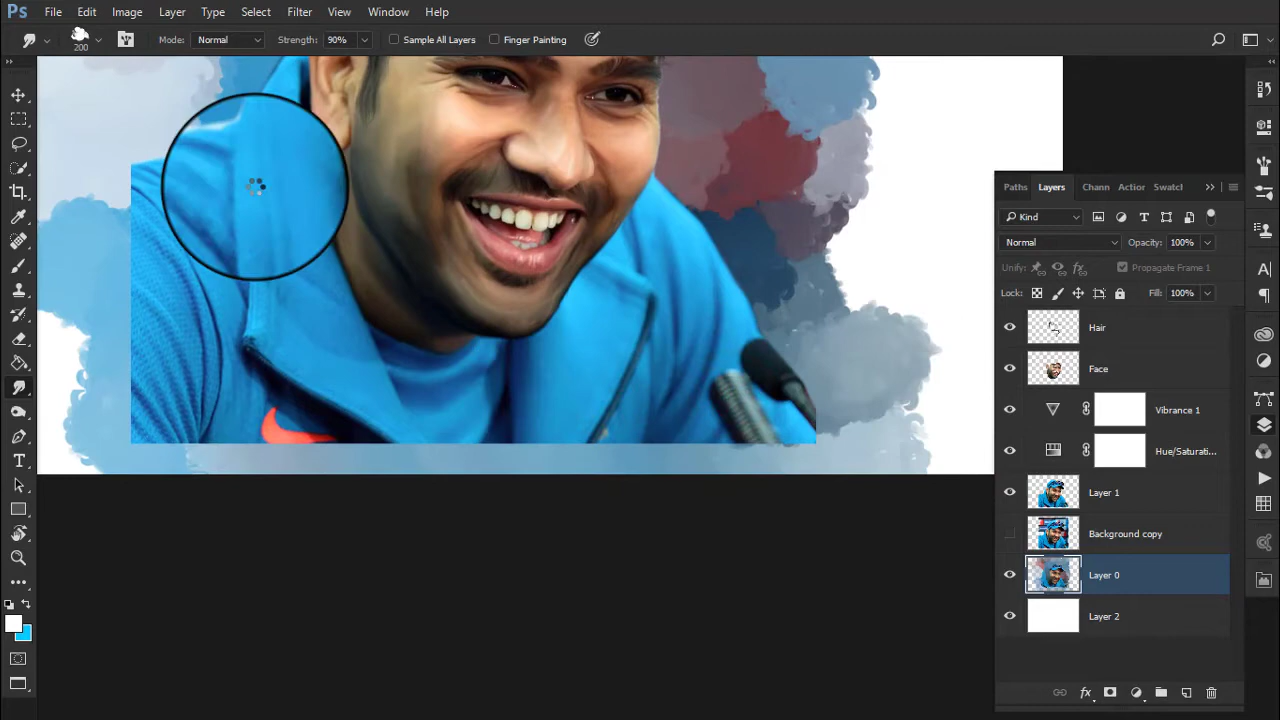 Ps File Edit Image Layer Type Select Filter 3D View Window Help
200 Mode: Normal Strength: 90% Sample All Layers Finger Painting
Paths Layers Chann Actior Swatcl
Kind
Normal Opacity: 100%
Unify: Propagate Frame 1
Lock: Fill: 100%
Hair
Face
Vibrance 1
Hue/Saturati...
Layer 1
Background copy
Layer 0
Layer 2